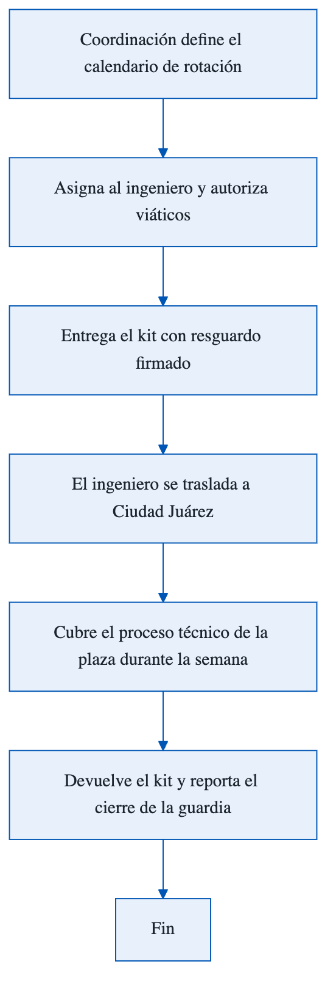 Coordinación define el
calendario de rotación
Asigna al ingeniero y autoriza
viáticos
Entrega el kit con resguardo
firmado
El ingeniero se traslada a
Ciudad Juárez
Cubre el proceso técnico de la
plaza durante la semana
Devuelve el kit y reporta el
cierre de la guardia
Fin